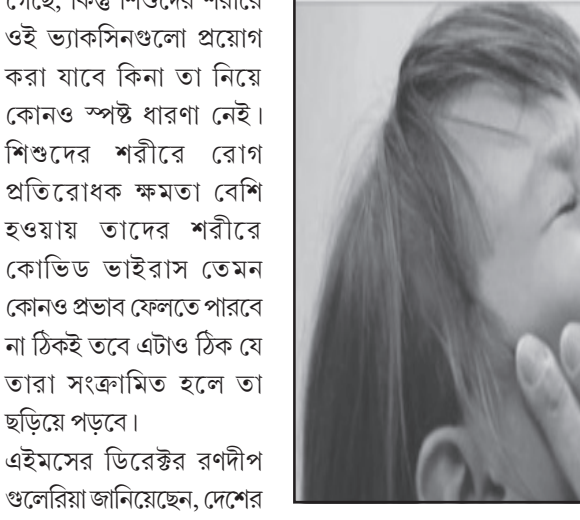 গেছে, কিন্তু শিশুদের শরীরে
ওই ভ্যাকসিনগুলো প্রয়োগ
করা যাবে কিনা তা নিয়ে
কোনও স্পষ্ট ধারণা নেই।
শিশুদের শরীরে রোগ
প্রতিরোধক ক্ষমতা বেশি
হওয়ায় তাদের শরীরে
কোভিড ভাইরাস তেমন
কোনও প্রভাব ফেলতে পারবে
না ঠিকই তবে এটাও ঠিক যে
তারা সংক্রামিত হলে তা
ছড়িয়ে পড়বে।
এইমসের ডিরেক্টর রণদীপ
গুলেরিয়া জানিয়েছেন, দেশের